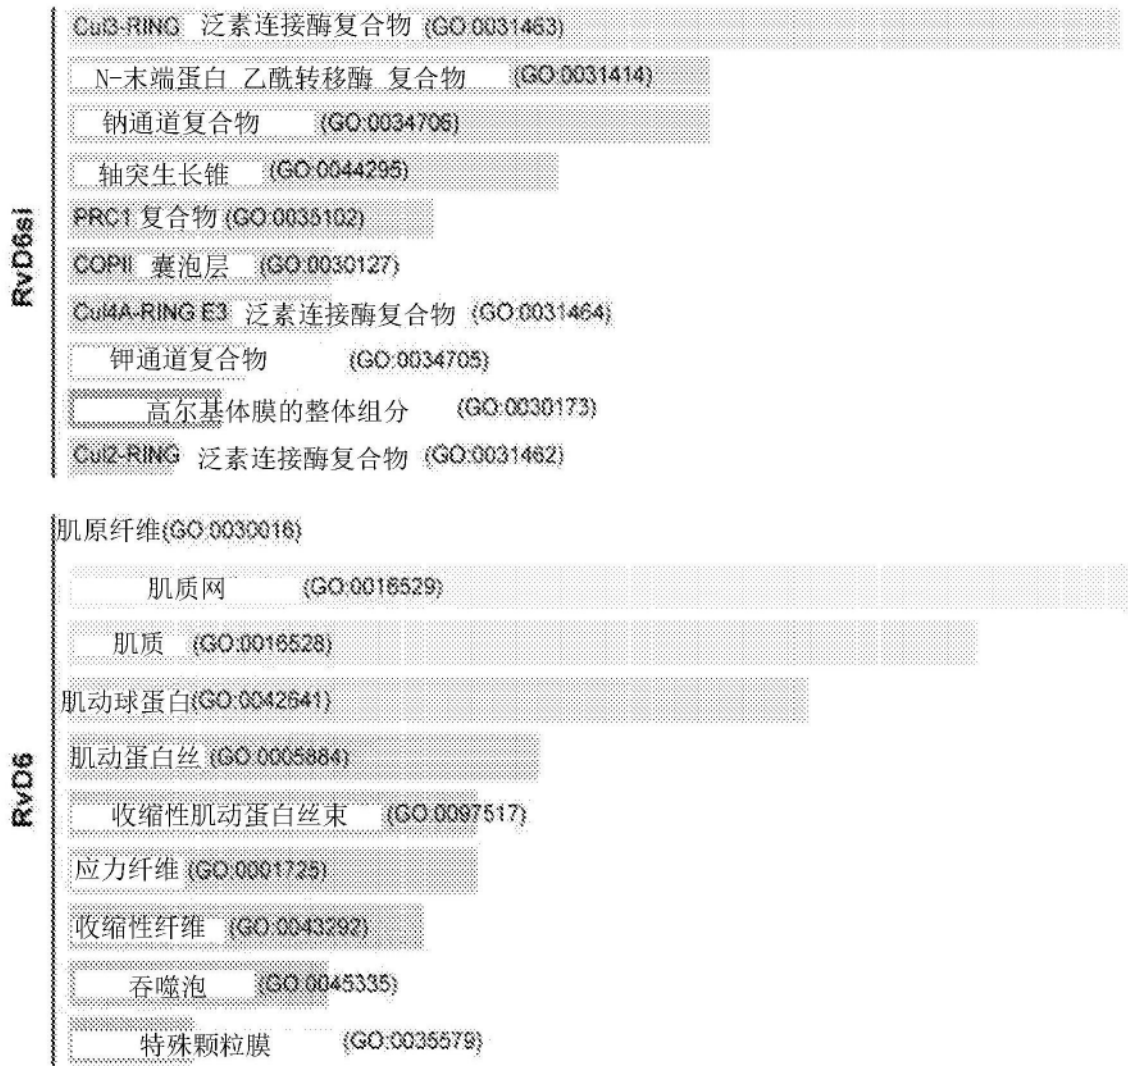 RvD6si
Cul3-RING 泛素连接酶复合物 (GO:0031463)
N-末端蛋白 乙酰转移酶 复合物 (GO:0031414)
钠通道复合物 (GO:0034706)
轴突生长锥 (GO:0044295)
PRC1 复合物 (GO:0035102)
COPII 囊泡层 (GO:0030127)
Cul4A-RING E3 泛素连接酶复合物 (GO:0031464)
钾通道复合物 (GO:0034705)
高尔基体膜的整体组分 (GO:0030173)
Cul2-RING 泛素连接酶复合物 (GO:0031462)
RvD6
肌原纤维(GO:0030016)
肌质网 (GO:0016529)
肌质 (GO:0016528)
肌动球蛋白(GO:0042641)
肌动蛋白丝 (GO:0005884)
收缩性肌动蛋白丝束 (GO:0097517)
应力纤维 (GO:0001725)
收缩性纤维 (GO:0043292)
吞噬泡 (GO:0045335)
特殊颗粒膜 (GO:0035579)